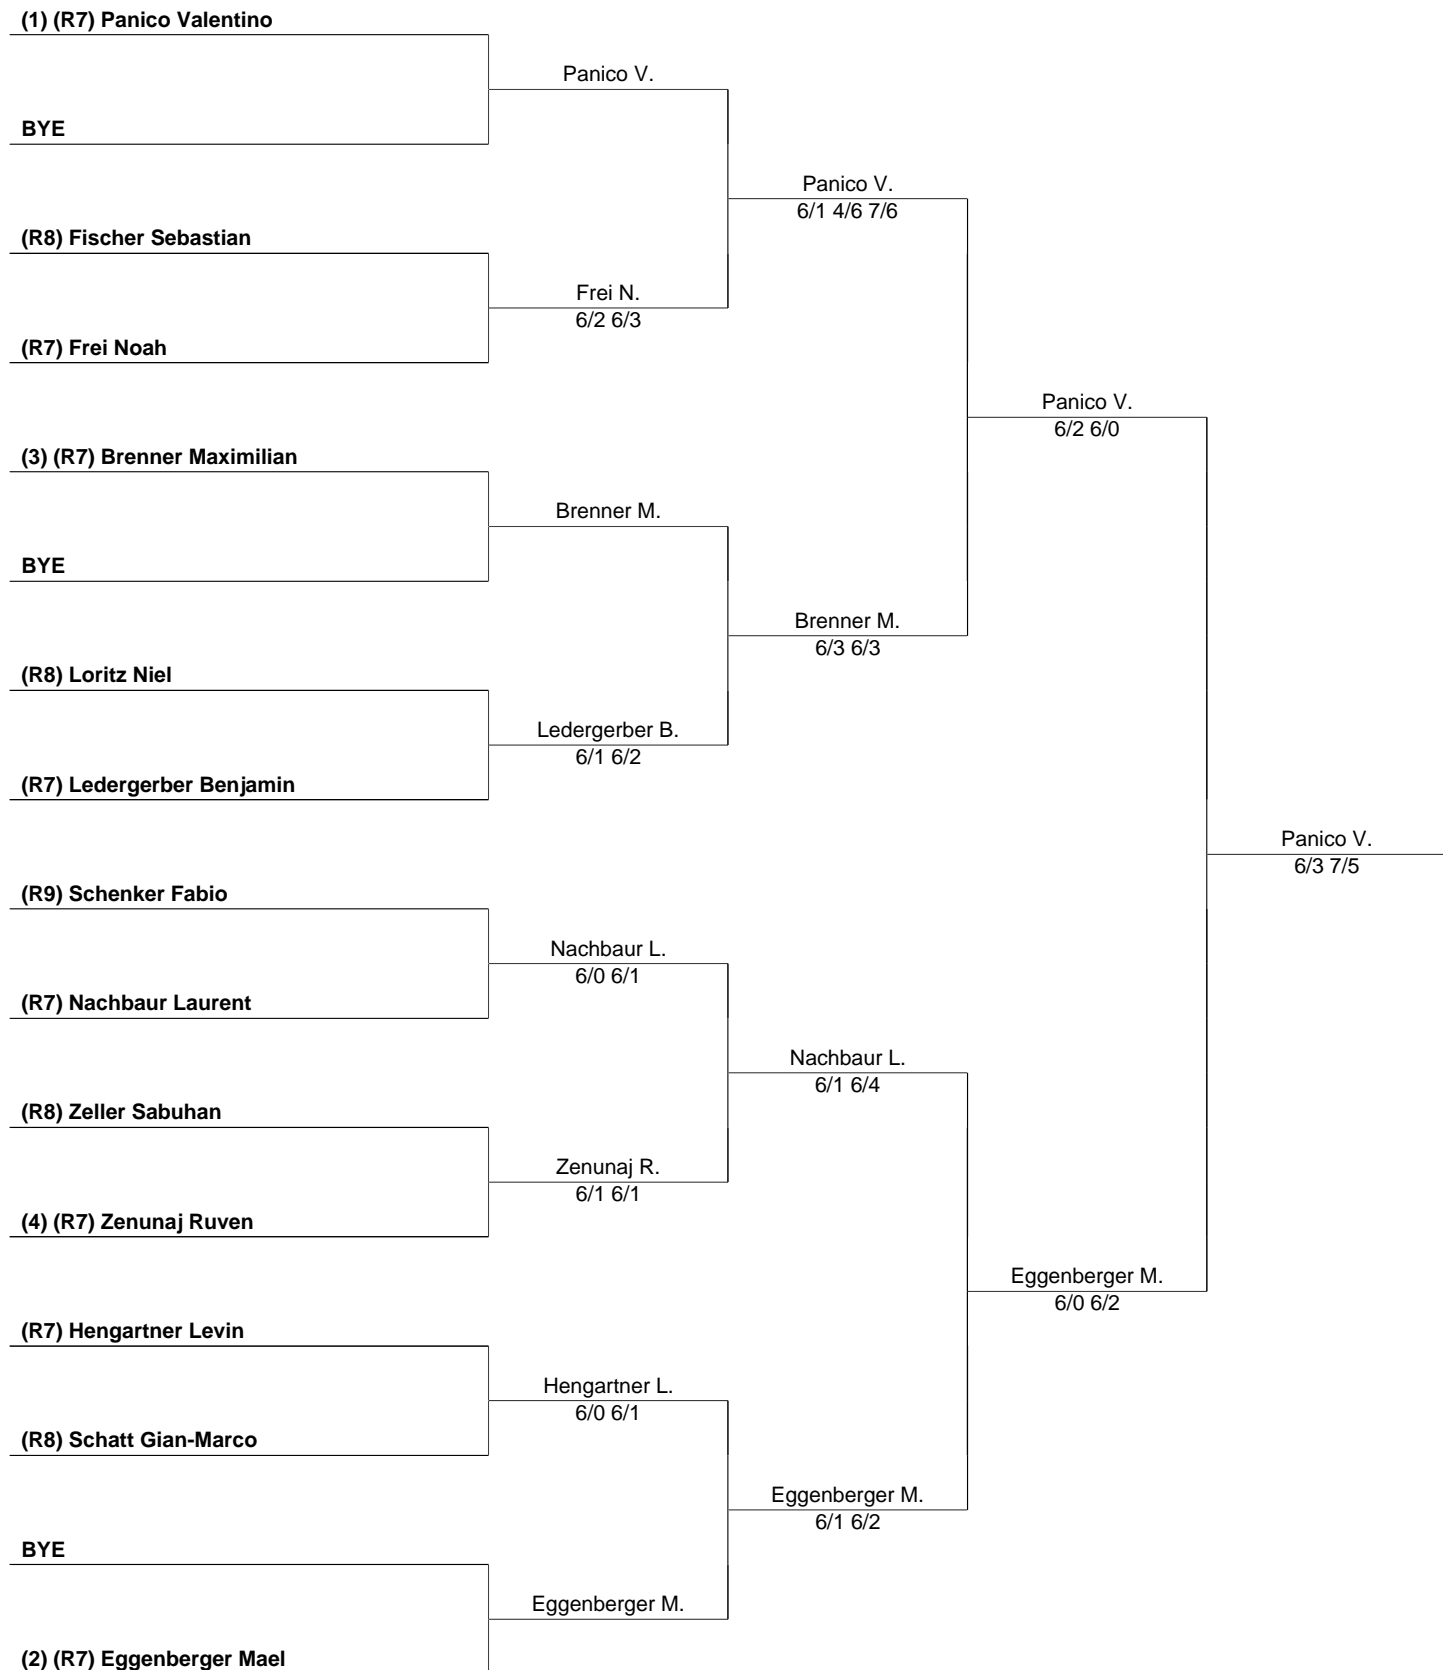 (1) (R7) Panico Valentino
Panico V.
BYE
Panico V.
6/1 4/6 7/6
(R8) Fischer Sebastian
Frei N.
6/2 6/3
(R7) Frei Noah
Panico V.
6/2 6/0
(3) (R7) Brenner Maximilian
Brenner M.
BYE
Brenner M.
6/3 6/3
(R8) Loritz Niel
Ledergerber B.
6/1 6/2
(R7) Ledergerber Benjamin
Panico V.
6/3 7/5
(R9) Schenker Fabio
Nachbaur L.
6/0 6/1
(R7) Nachbaur Laurent
Nachbaur L.
6/1 6/4
(R8) Zeller Sabuhan
Zenunaj R.
6/1 6/1
(4) (R7) Zenunaj Ruven
Eggenberger M.
6/0 6/2
(R7) Hengartner Levin
Hengartner L.
6/0 6/1
(R8) Schatt Gian-Marco
Eggenberger M.
6/1 6/2
BYE
Eggenberger M.
(2) (R7) Eggenberger Mael